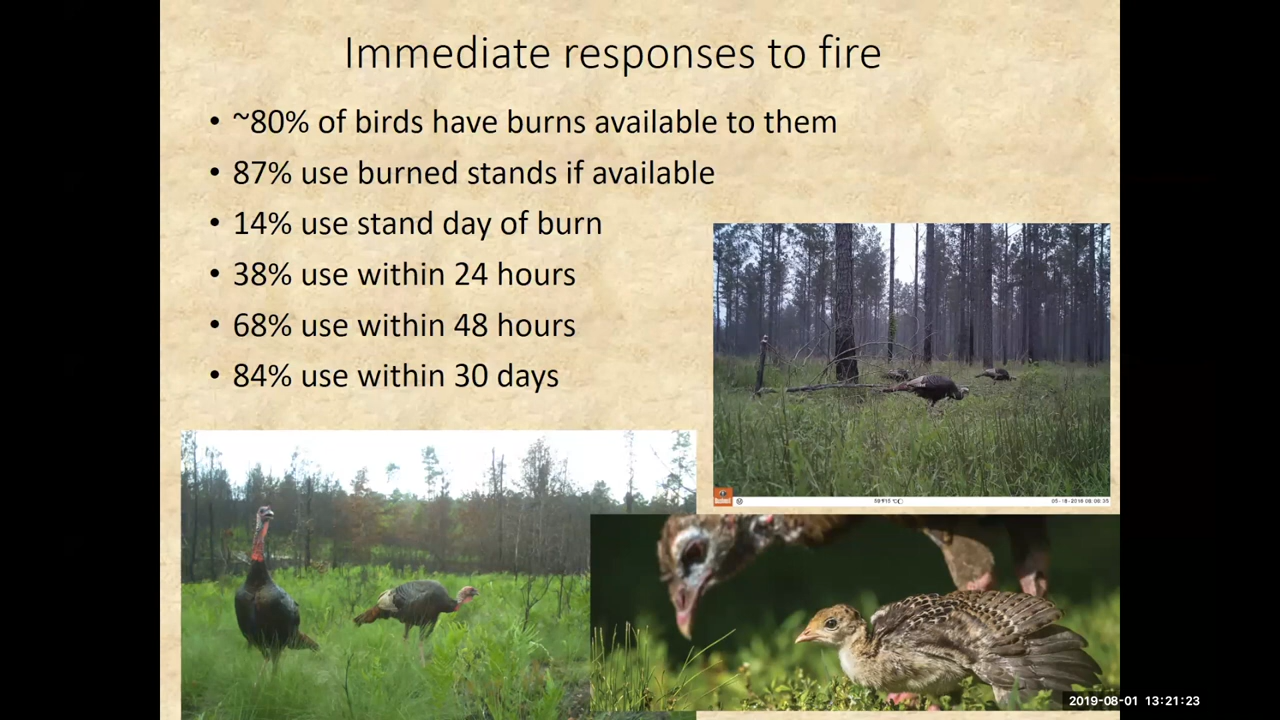 Immediate responses to fire
• ~80% of birds have burns available to them
• 87% use burned stands if available
• 14% use stand day of burn
• 38% use within 24 hours
• 68% use within 48 hours
• 84% use within 30 days
2019-08-01 13:21:23